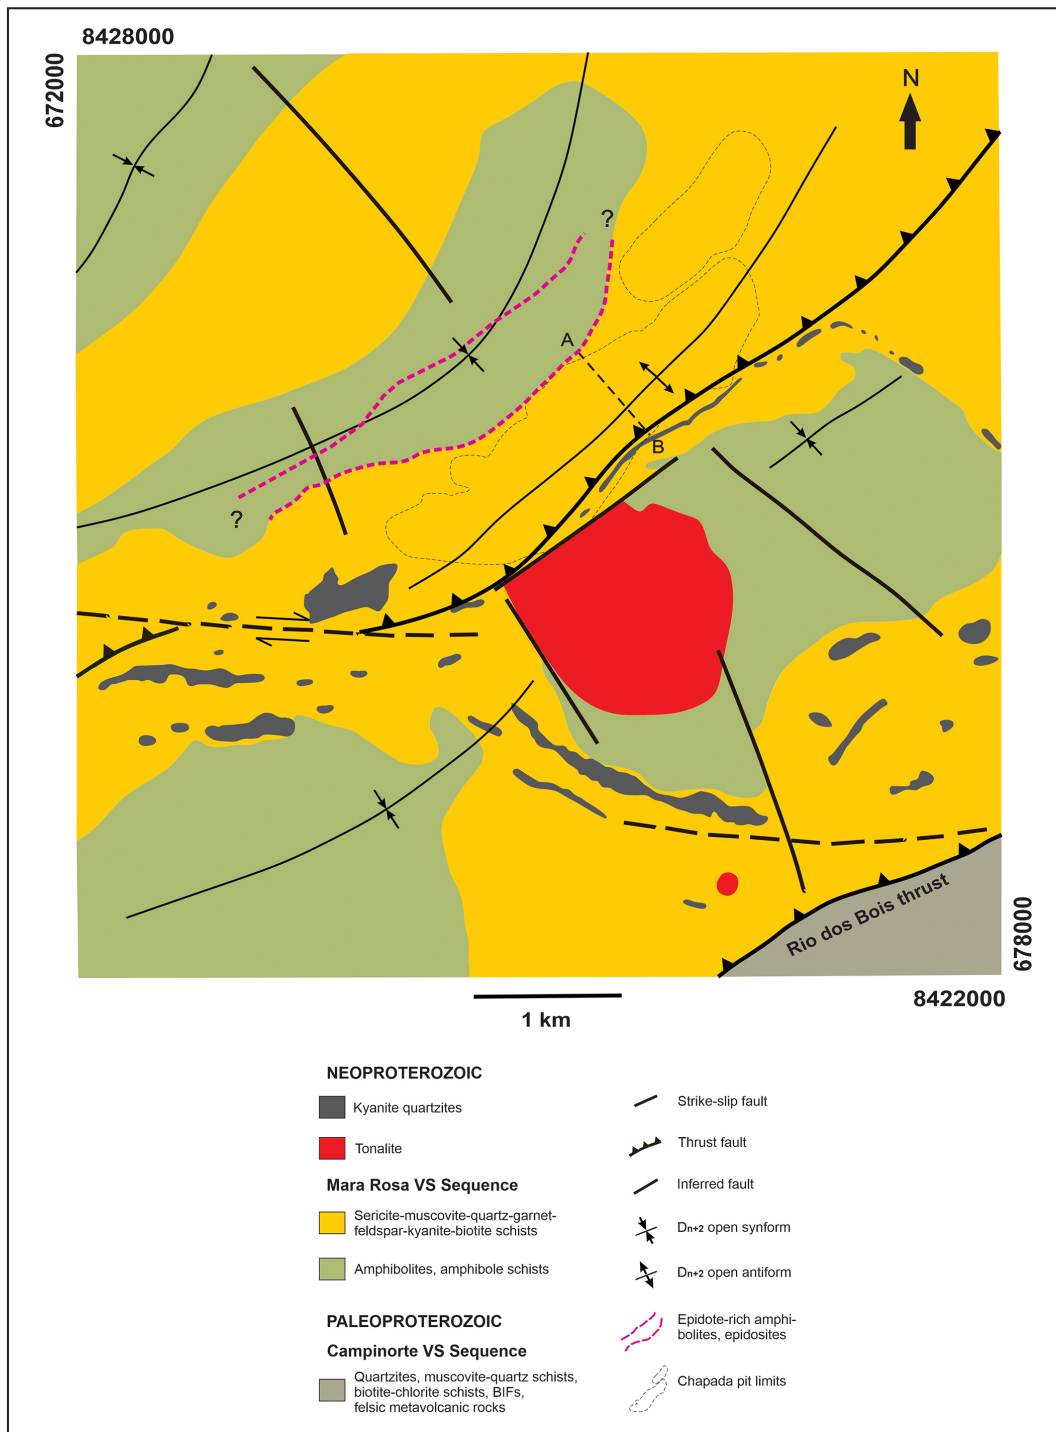 8428000
672000
N
?
A
B
?
Rio dos Bois thrust
678000
8422000
1 km
NEOPROTEROZOIC
Kyanite quartzites
Tonalite
Mara Rosa VS Sequence
Sericite-muscovite-quartz-garnet-
feldspar-kyanite-biotite schists
Amphibolites, amphibole schists
PALEOPROTEROZOIC
Campinorte VS Sequence
Quartzites, muscovite-quartz schists,
biotite-chlorite schists, BIFs,
felsic metavolcanic rocks
Strike-slip fault
Thrust fault
Inferred fault
Dn+2 open synform
Dn+2 open antiform
Epidote-rich amphi-
bolites, epidosites
Chapada pit limits